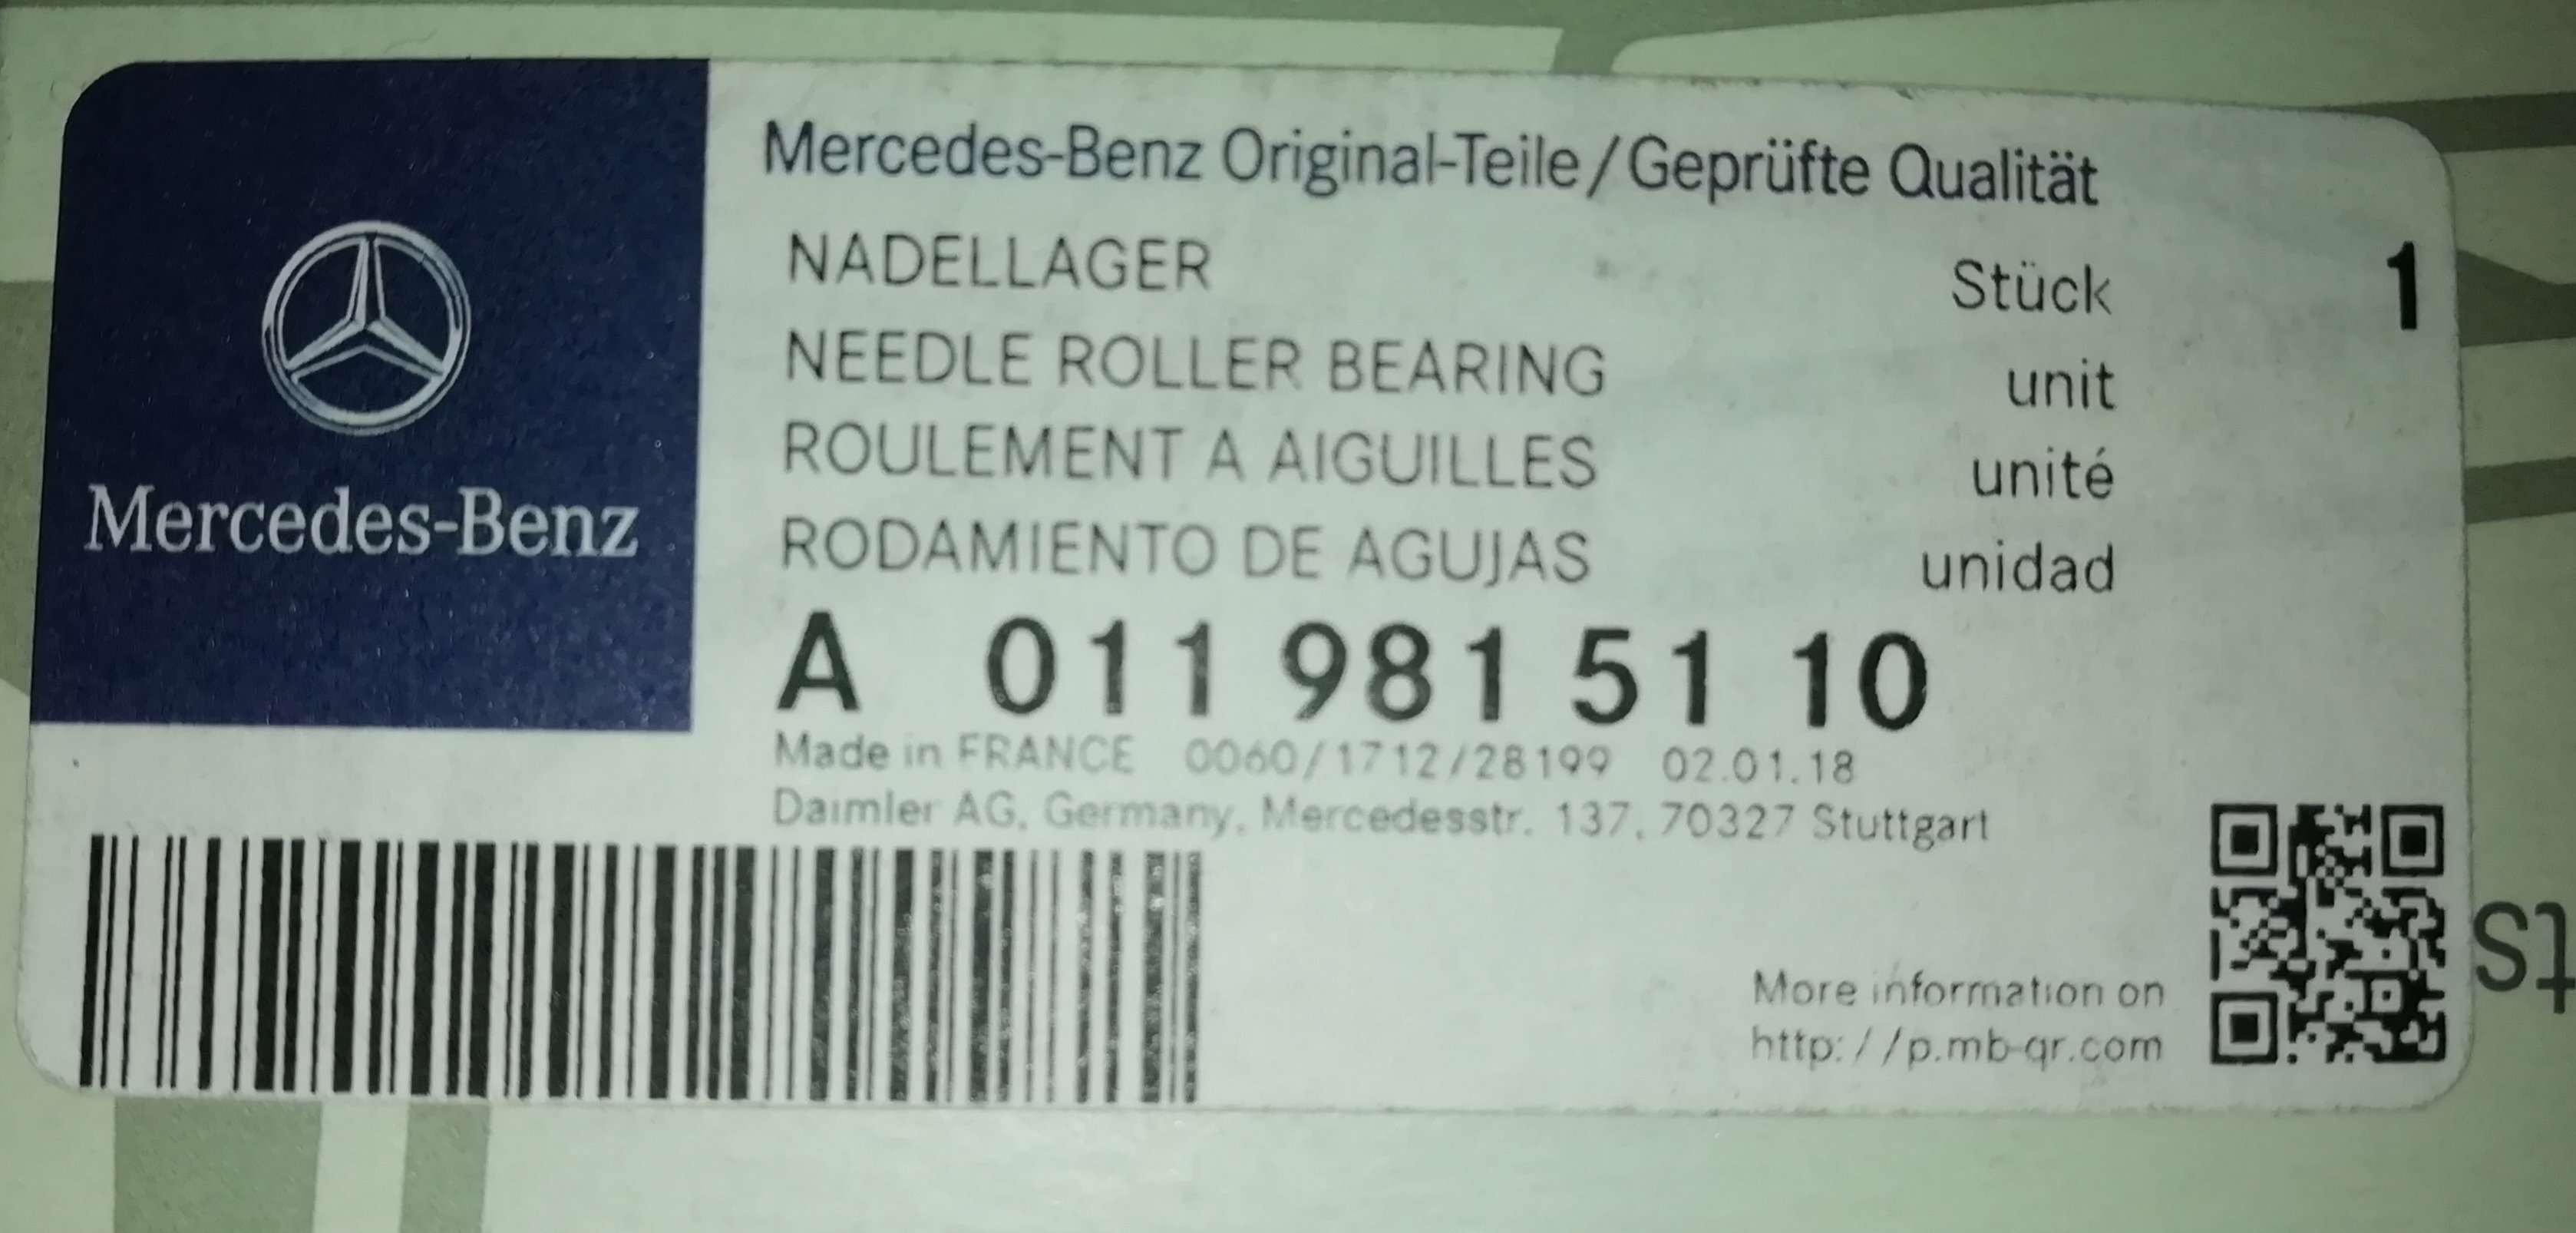 Mercedes-Benz
Mercedes-Benz Original-Teile/Geprüfte Qualität
NADELLAGER Stück 1
NEEDLE ROLLER BEARING unit
ROULEMENT A AIGUILLES unité
RODAMIENTO DE AGUJAS unidad
A 011 981 51 10
Made in FRANCE 0060/1712/28199 02.01.18
Daimler AG, Germany, Mercedesstr. 137, 70327 Stuttgart
More information on
http://p.mb-qr.com